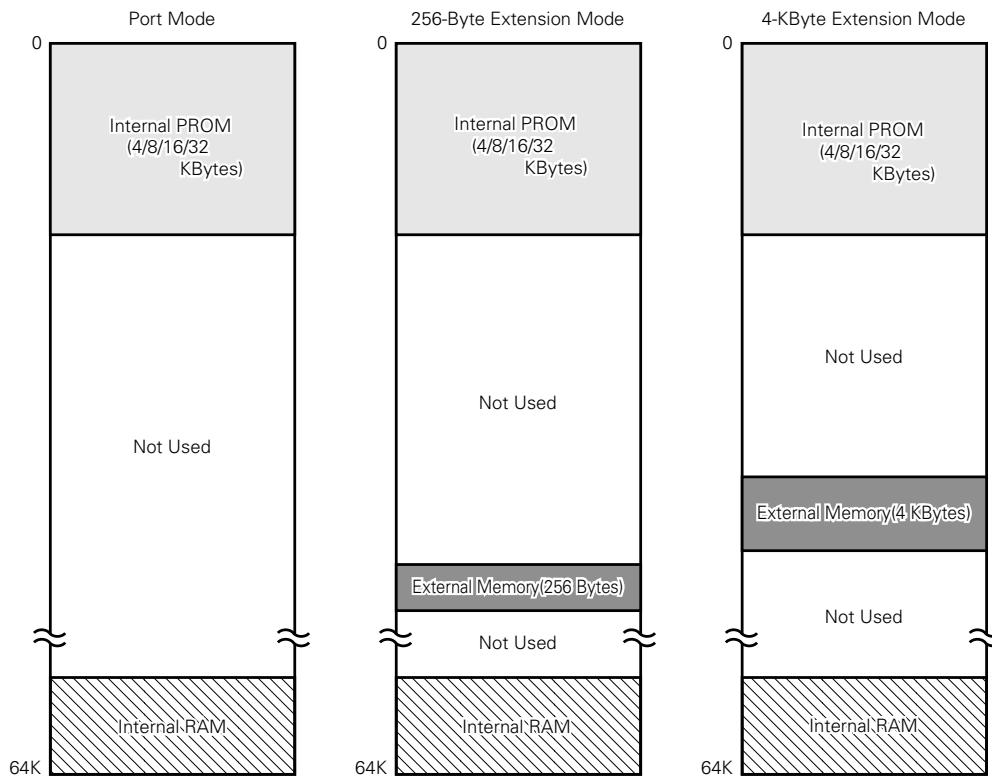 Port Mode
0
Internal PROM
(4/8/16/32
KBytes)
Not Used
Internal RAM
64K
256-Byte Extension Mode
0
Internal PROM
(4/8/16/32
KBytes)
Not Used
External Memory(256 Bytes)
Not Used
Internal RAM
64K
4-KByte Extension Mode
0
Internal PROM
(4/8/16/32
KBytes)
Not Used
External Memory(4 KBytes)
Not Used
Internal RAM
64K